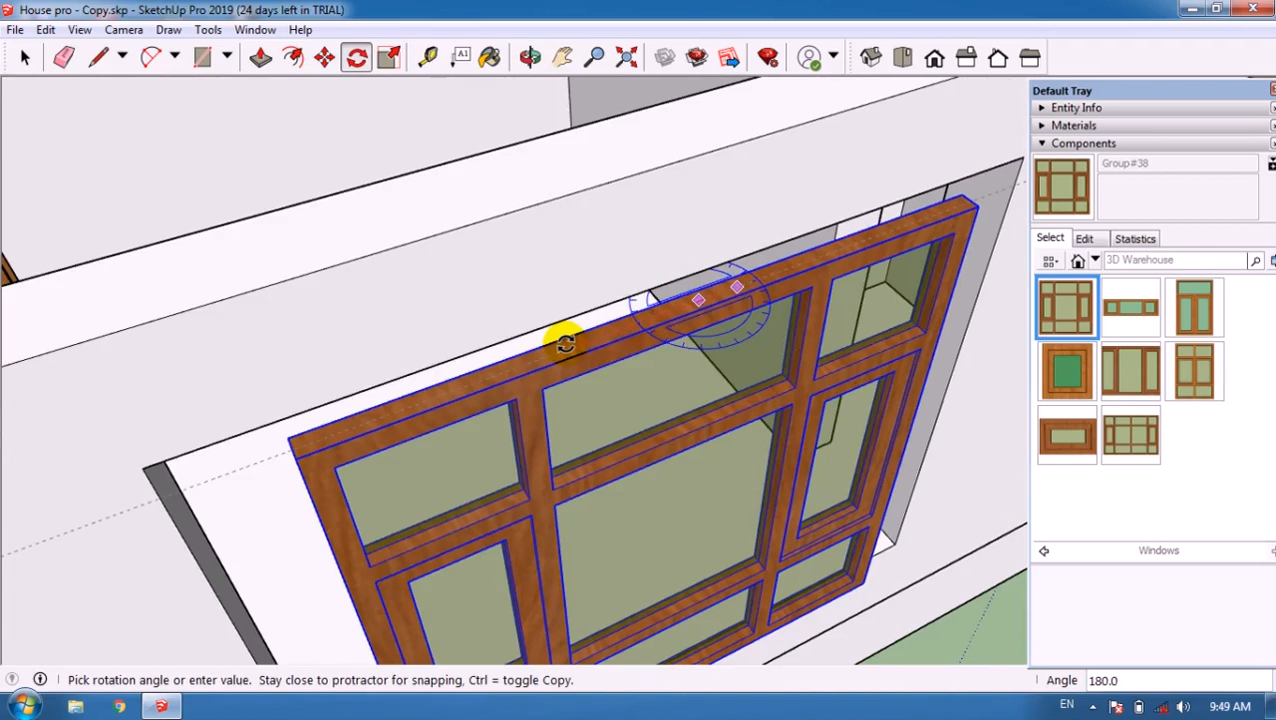 House pro - Copy.skp - SketchUp Pro 2019 (24 days left in TRIAL)
File Edit View Camera Draw Tools Window Help
A1
Default Tray
Entity Info
Materials
Components
Group#38
Select Edit Statistics
3D Warehouse
Windows
Pick rotation angle or enter value. Stay close to protractor for snapping, Ctrl = toggle Copy.
Angle 180.0
EN 9:49 AM